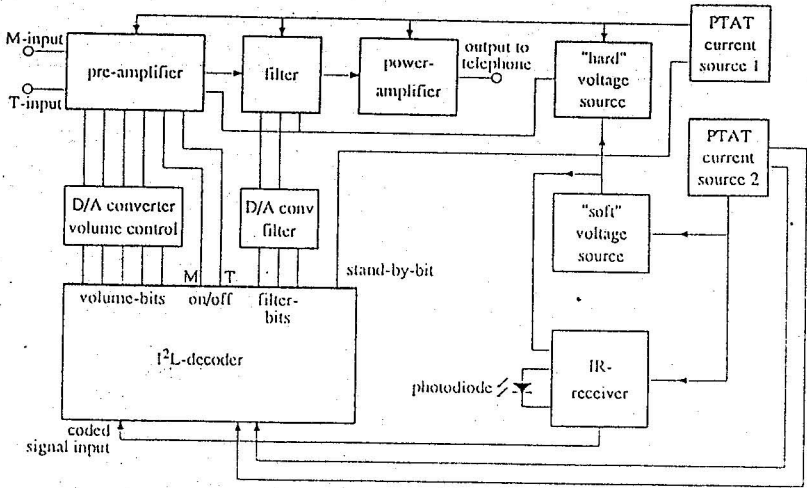 M-input
T-input
pre-amplifier
filter
power-
amplifier
output to
telephone
"hard"
voltage
source
PTAT
current
source 1
PTAT
current
source 2
D/A converter
volume control
D/A conv
filter
"soft"
voltage
source
M
T
stand-by-bit
volume-bits
on/off
filter-
bits
I²L-decoder
photodiode
IR-
receiver
coded
signal input